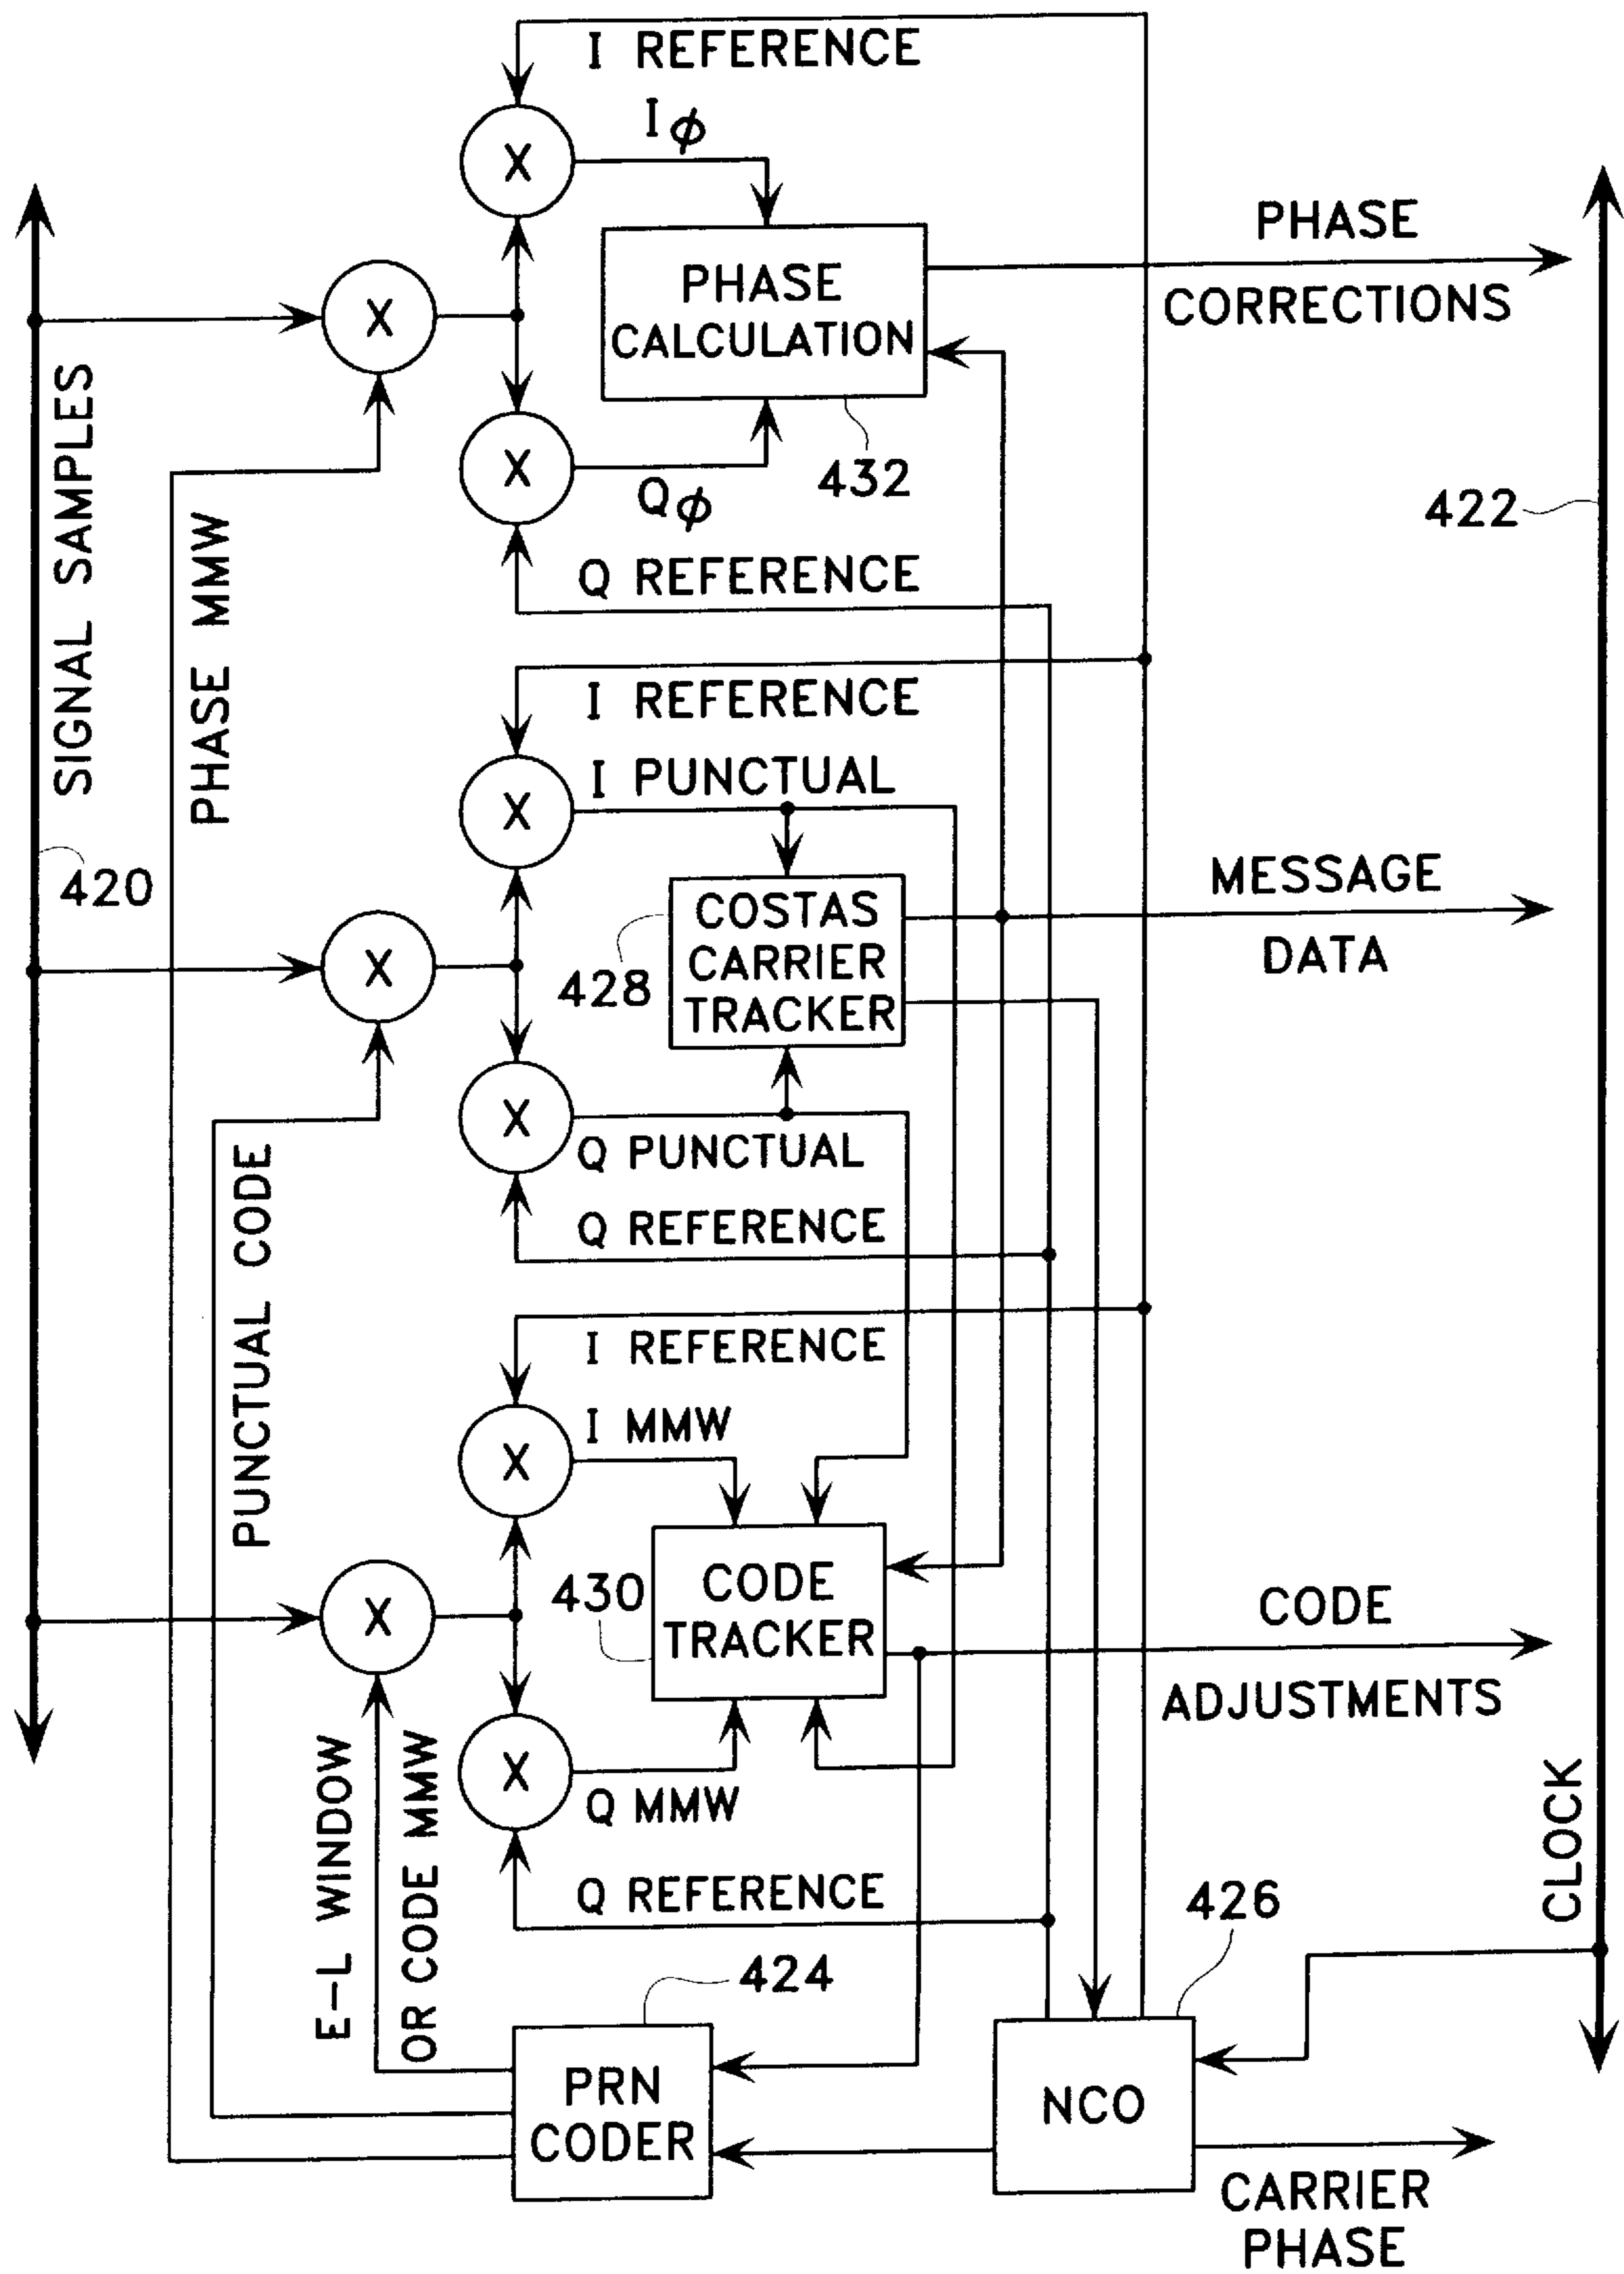 I REFERENCE
Iϕ
X
PHASE
CALCULATION
PHASE
CORRECTIONS
X
X
432
Qϕ
Q REFERENCE
422
SIGNAL SAMPLES
PHASE MMW
420
I REFERENCE
I PUNCTUAL
X
COSTAS
CARRIER
TRACKER
428
MESSAGE
DATA
X
X
Q PUNCTUAL
Q REFERENCE
PUNCTUAL CODE
I REFERENCE
I MMW
X
CODE
TRACKER
430
CODE
ADJUSTMENTS
X
X
Q MMW
Q REFERENCE
E-L WINDOW
OR CODE MMW
CLOCK
424
426
PRN
CODER
NCO
CARRIER
PHASE